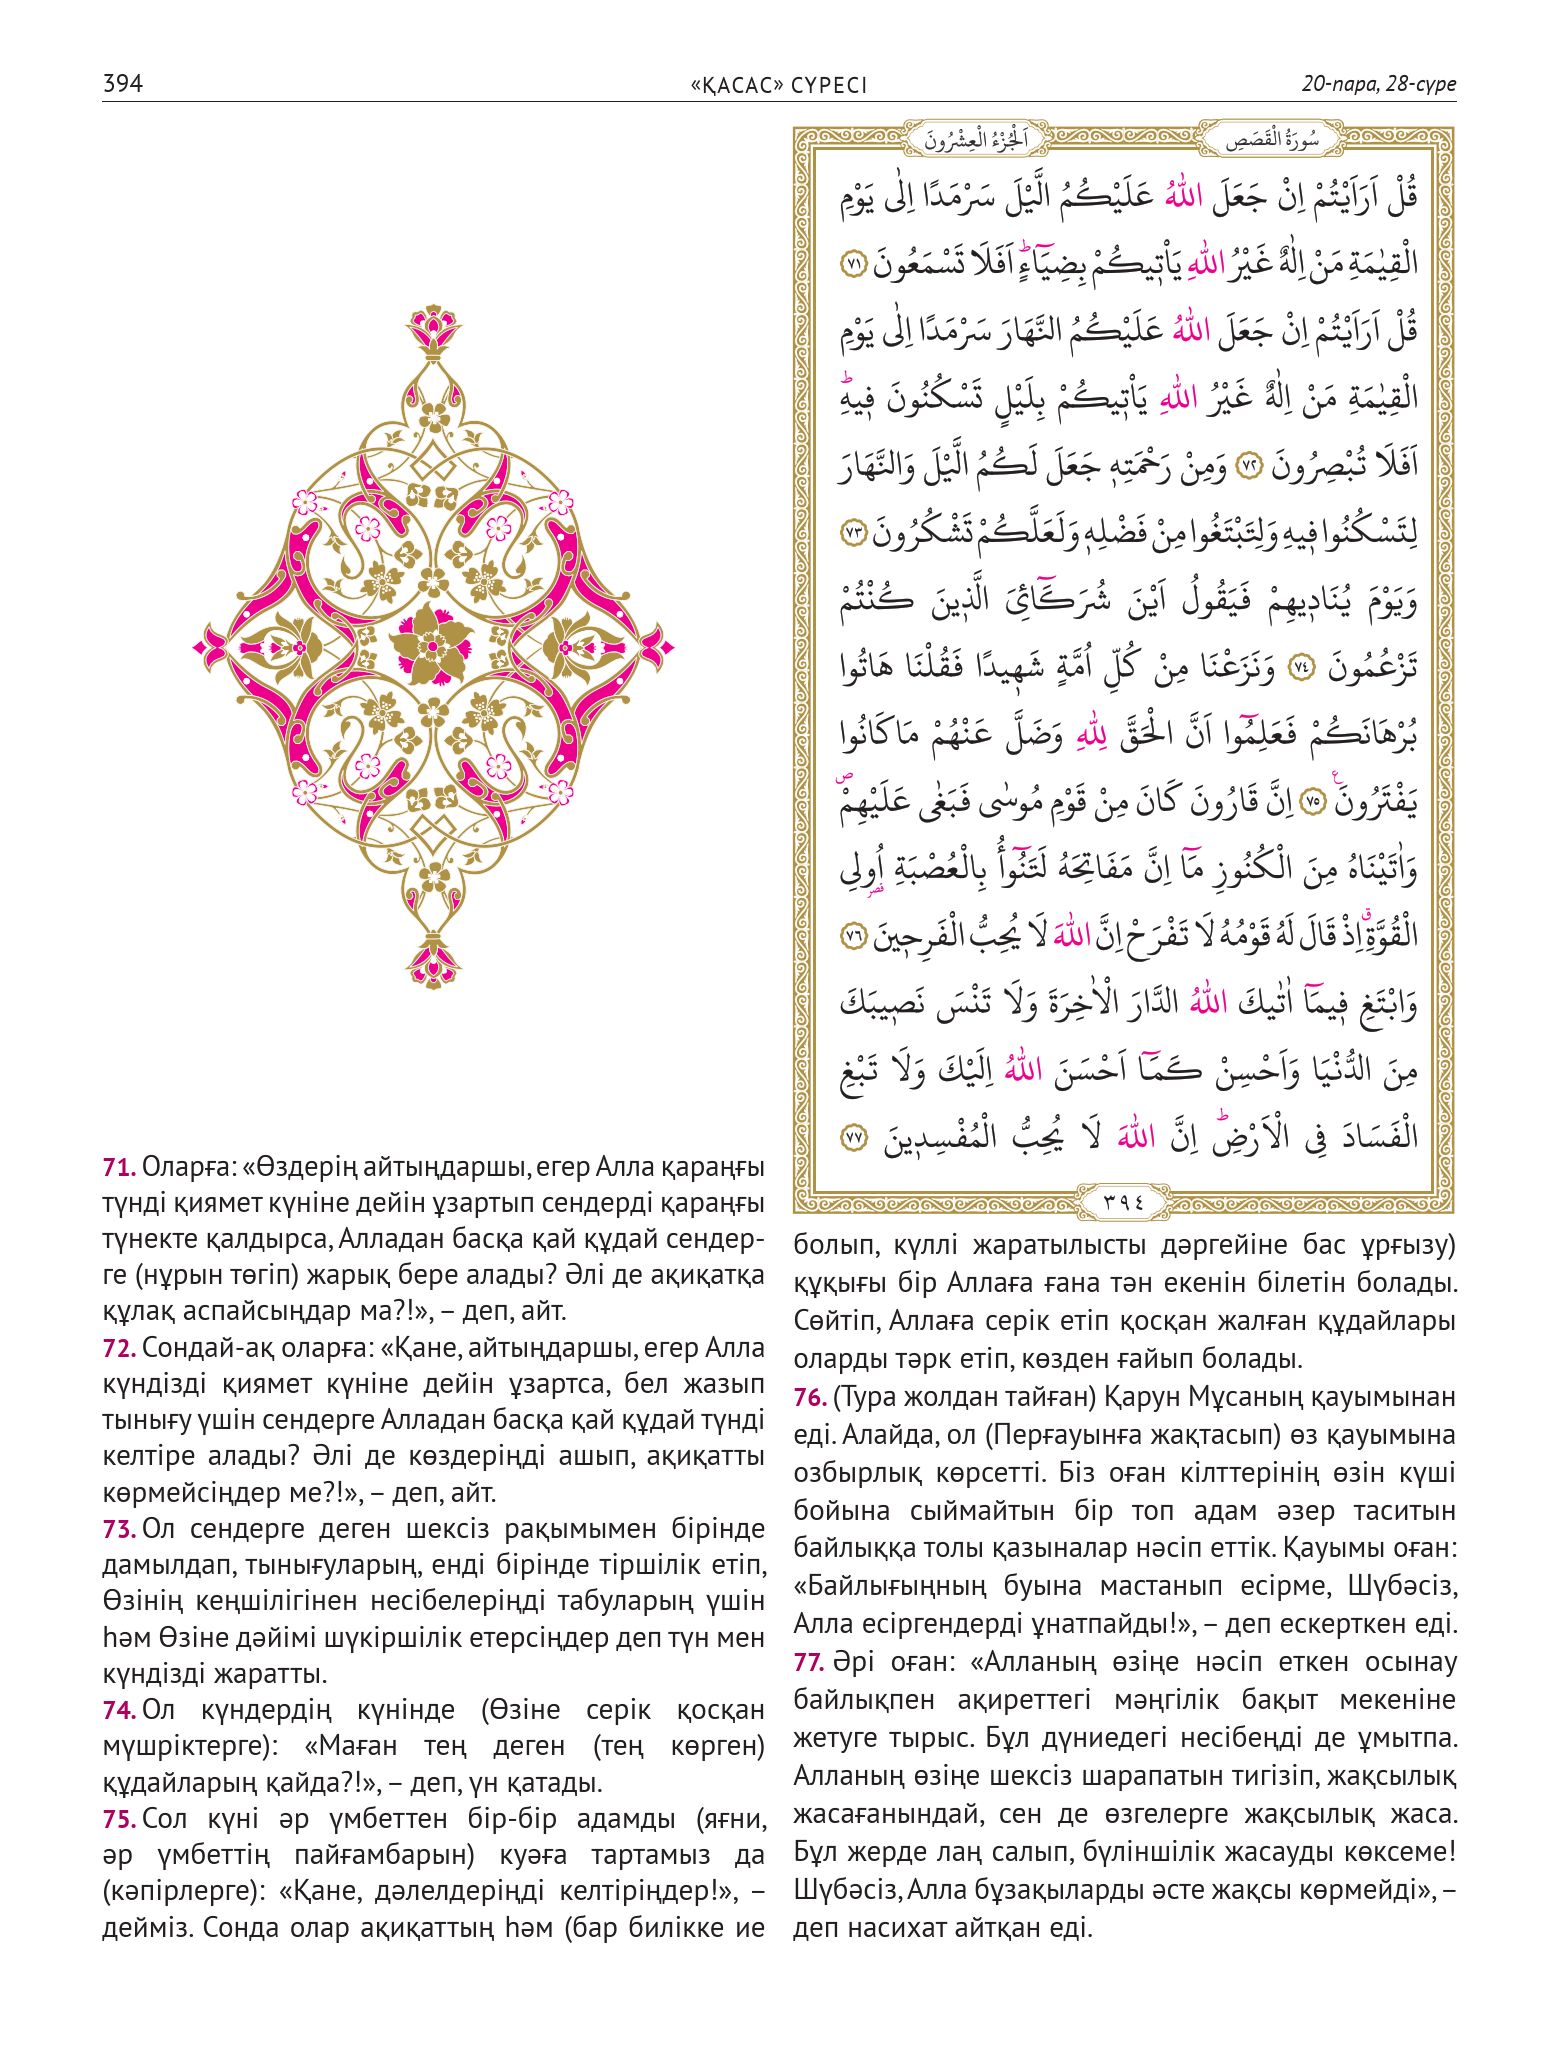 394
«ҚАСАС» СҮРЕСІ
20-пара, 28-сүре
سُورَةُ الْقَصَصِ
اَلْجُزْءُ الْعِشْرُونَ
قُلْ اَرَاَيْتُمْ اِنْ جَعَلَ اللّٰهُ عَلَيْكُمُ الَّيْلَ سَرْمَدًا اِلٰى يَوْمِ
الْقِيٰمَةِ مَنْ اِلٰهٌ غَيْرُ اللّٰهِ يَاْت۪يكُمْ بِضِيَٓاءٍۜ اَفَلَا تَسْمَعُونَ ﴿٧١﴾
قُلْ اَرَاَيْتُمْ اِنْ جَعَلَ اللّٰهُ عَلَيْكُمُ النَّهَارَ سَرْمَدًا اِلٰى يَوْمِ
الْقِيٰمَةِ مَنْ اِلٰهٌ غَيْرُ اللّٰهِ يَاْت۪يكُمْ بِلَيْلٍ تَسْكُنُونَ ف۪يهِۜ
اَفَلَا تُبْصِرُونَ ﴿٧٢﴾ وَمِنْ رَحْمَتِه۪ جَعَلَ لَكُمُ الَّيْلَ وَالنَّهَارَ
لِتَسْكُنُوا ف۪يهِ وَلِتَبْتَغُوا مِنْ فَضْلِه۪ وَلَعَلَّكُمْ تَشْكُرُونَ ﴿٧٣﴾
وَيَوْمَ يُنَاد۪يهِمْ فَيَقُولُ اَيْنَ شُرَكَٓائِيَ الَّذ۪ينَ كُنْتُمْ
تَزْعُمُونَ ﴿٧٤﴾ وَنَزَعْنَا مِنْ كُلِّ اُمَّةٍ شَه۪يدًا فَقُلْنَا هَاتُوا
بُرْهَانَكُمْ فَعَلِمُٓوا اَنَّ الْحَقَّ لِلّٰهِ وَضَلَّ عَنْهُمْ مَا كَانُوا
يَفْتَرُونَ۟ ﴿٧٥﴾ اِنَّ قَارُونَ كَانَ مِنْ قَوْمِ مُوسٰى فَبَغٰى عَلَيْهِمْۖ
وَاٰتَيْنَاهُ مِنَ الْكُنُوزِ مَٓا اِنَّ مَفَاتِحَهُ لَتَنُٓوأُ بِالْعُصْبَةِ اُولِي
الْقُوَّةِۗ اِذْ قَالَ لَهُ قَوْمُهُ لَا تَفْرَحْ اِنَّ اللّٰهَ لَا يُحِبُّ الْفَرِح۪ينَ ﴿٧٦﴾
وَابْتَغِ ف۪يمَٓا اٰتٰيكَ اللّٰهُ الدَّارَ الْاٰخِرَةَ وَلَا تَنْسَ نَص۪يبَكَ
مِنَ الدُّنْيَا وَاَحْسِنْ كَمَٓا اَحْسَنَ اللّٰهُ اِلَيْكَ وَلَا تَبْغِ
الْفَسَادَ فِي الْاَرْضِۜ اِنَّ اللّٰهَ لَا يُحِبُّ الْمُفْسِد۪ينَ ﴿٧٧﴾
٣٩٤
71. Оларға: «Өздерің айтыңдаршы, егер Алла қараңғы
түнді қиямет күніне дейін ұзартып сендерді қараңғы
түнекте қалдырса, Алладан басқа қай құдай сендер-
ге (нұрын төгіп) жарық бере алады? Әлі де ақиқатқа
құлақ аспайсыңдар ма?!», – деп, айт.
72. Сондай-ақ оларға: «Қане, айтыңдаршы, егер Алла
күндізді қиямет күніне дейін ұзартса, бел жазып
тынығу үшін сендерге Алладан басқа қай құдай түнді
келтіре алады? Әлі де көздеріңді ашып, ақиқатты
көрмейсіңдер ме?!», – деп, айт.
73. Ол сендерге деген шексіз рақымымен бірінде
дамылдап, тынығуларың, енді бірінде тіршілік етіп,
Өзінің кеңшілігінен несібелеріңді табуларың үшін
һәм Өзіне дәйімі шүкіршілік етерсіңдер деп түн мен
күндізді жаратты.
74. Ол күндердің күнінде (Өзіне серік қосқан
мүшріктерге): «Маған тең деген (тең көрген)
құдайларың қайда?!», – деп, үн қатады.
75. Сол күні әр үмбеттен бір-бір адамды (яғни,
әр үмбеттің пайғамбарын) куәға тартамыз да
(кәпірлерге): «Қане, дәлелдеріңді келтіріңдер!», –
дейміз. Сонда олар ақиқаттың һәм (бар билікке ие
болып, күллі жаратылысты дәргейіне бас ұрғызу)
құқығы бір Аллаға ғана тән екенін білетін болады.
Сөйтіп, Аллаға серік етіп қосқан жалған құдайлары
оларды тәрк етіп, көзден ғайып болады.
76. (Тура жолдан тайған) Қарун Мұсаның қауымынан
еді. Алайда, ол (Перғауынға жақтасып) өз қауымына
озбырлық көрсетті. Біз оған кілттерінің өзін күші
бойына сыймайтын бір топ адам әзер таситын
байлыққа толы қазыналар нәсіп еттік. Қауымы оған:
«Байлығыңның буына мастанып есірме, Шүбәсіз,
Алла есіргендерді ұнатпайды!», – деп ескерткен еді.
77. Әрі оған: «Алланың өзіңе нәсіп еткен осынау
байлықпен ақиреттегі мәңгілік бақыт мекеніне
жетуге тырыс. Бұл дүниедегі несібеңді де ұмытпа.
Алланың өзіңе шексіз шарапатын тигізіп, жақсылық
жасағанындай, сен де өзгелерге жақсылық жаса.
Бұл жерде лаң салып, бүліншілік жасауды көксеме!
Шүбәсіз, Алла бұзақыларды әсте жақсы көрмейді», –
деп насихат айтқан еді.